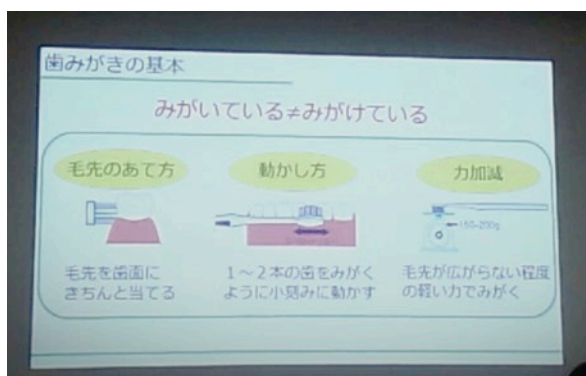 歯みがきの基本
みがいている≠みがけている
毛先のあて方
動かし方
力加減
150-200g
毛先を歯面に
きちんと当てる
1〜2本の歯をみがく
ように小刻みに動かす
毛先が広がらない程度
の軽い力でみがく